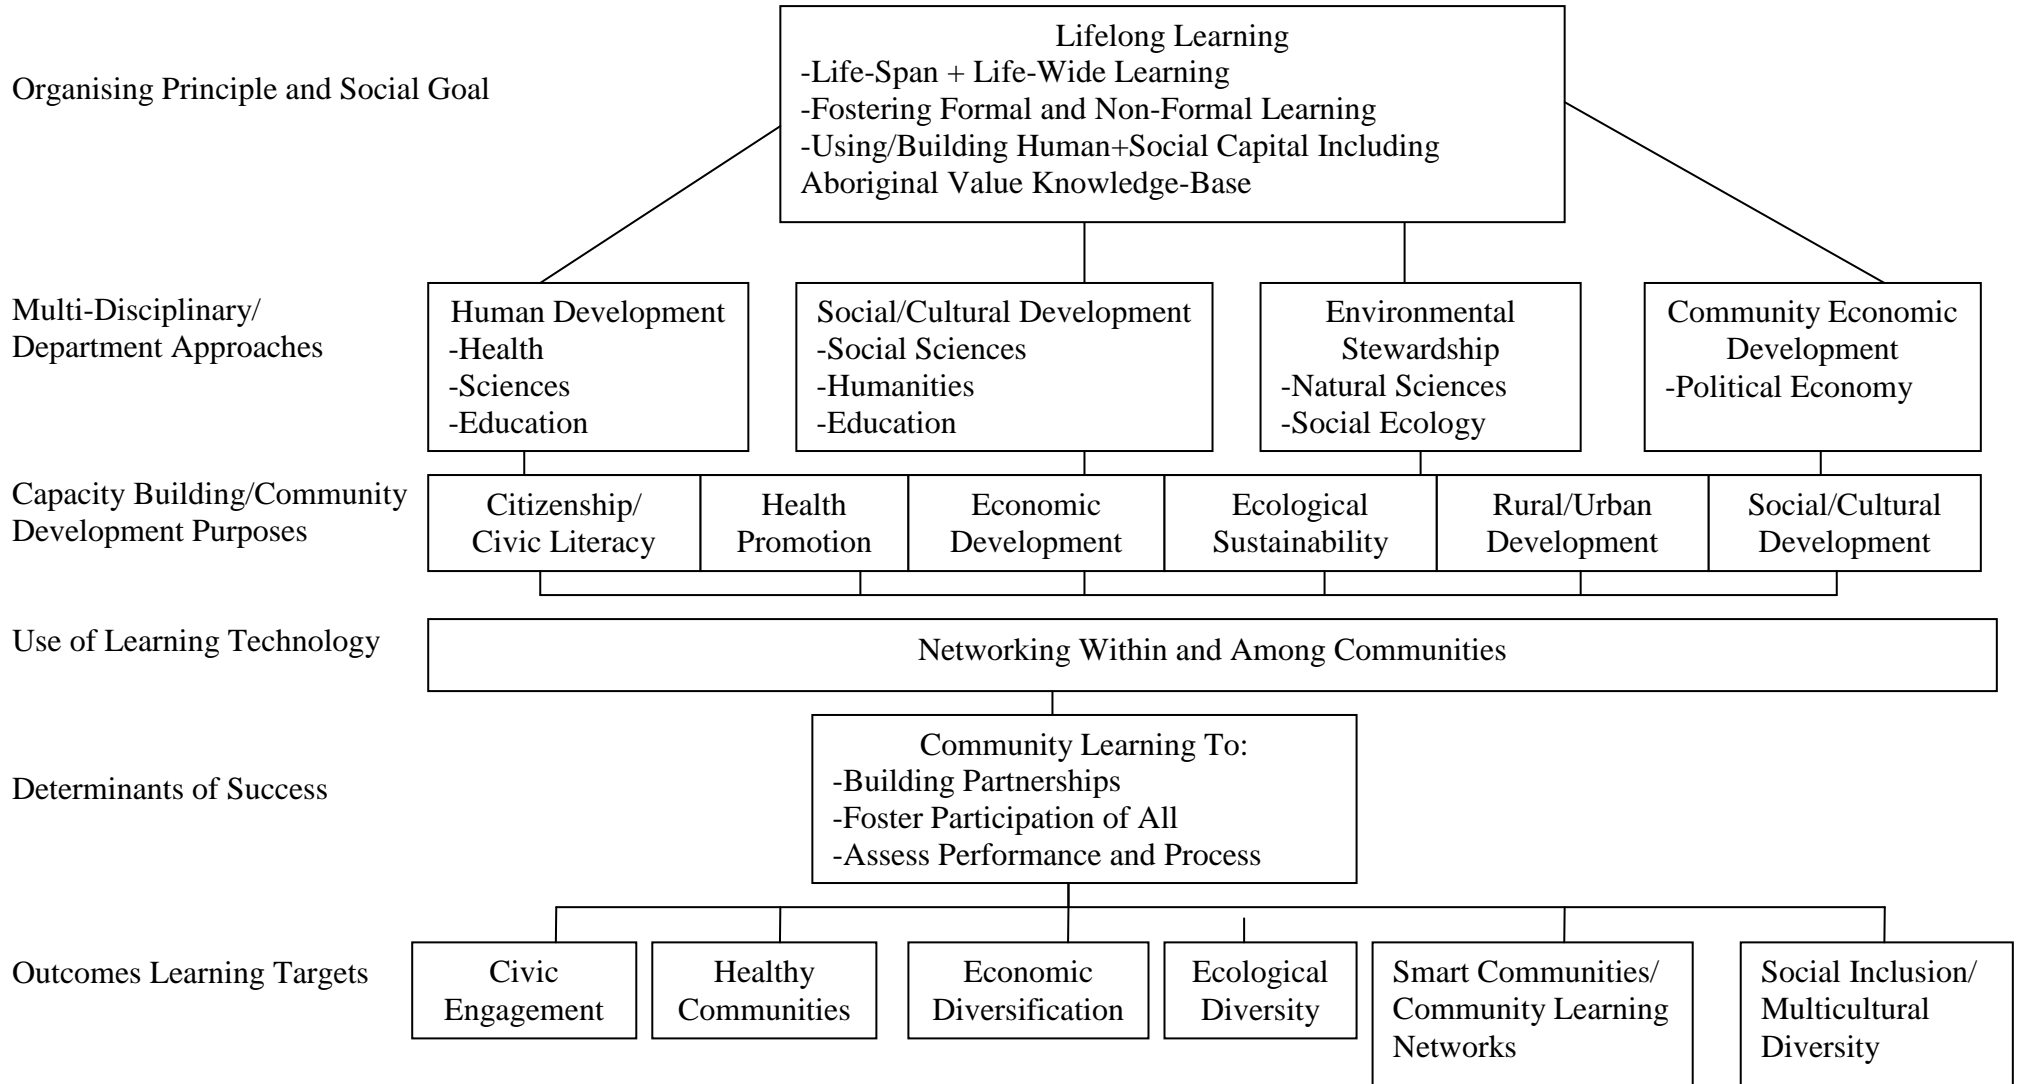 Organising Principle and Social Goal
Lifelong Learning
-Life-Span + Life-Wide Learning
-Fostering Formal and Non-Formal Learning
-Using/Building Human+Social Capital Including
Aboriginal Value Knowledge-Base
Multi-Disciplinary/
Department Approaches
Human Development
-Health
-Sciences
-Education
Social/Cultural Development
-Social Sciences
-Humanities
-Education
Environmental
Stewardship
-Natural Sciences
-Social Ecology
Community Economic
Development
-Political Economy
Capacity Building/Community
Development Purposes
Citizenship/
Civic Literacy
Health
Promotion
Economic
Development
Ecological
Sustainability
Rural/Urban
Development
Social/Cultural
Development
Use of Learning Technology
Networking Within and Among Communities
Determinants of Success
Community Learning To:
-Building Partnerships
-Foster Participation of All
-Assess Performance and Process
Outcomes Learning Targets
Civic
Engagement
Healthy
Communities
Economic
Diversification
Ecological
Diversity
Smart Communities/
Community Learning
Networks
Social Inclusion/
Multicultural
Diversity